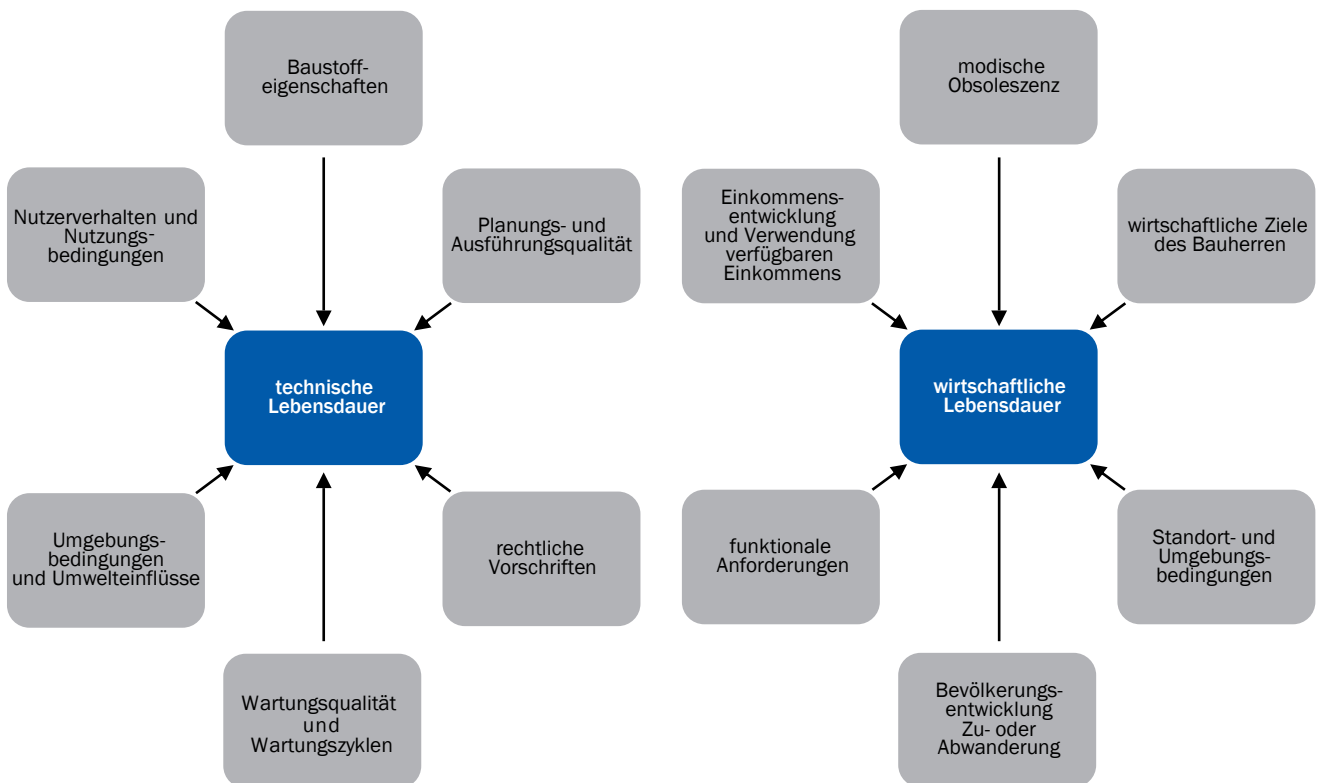 Baustoff-
eigenschaften
Nutzerverhalten und
Nutzungs-
bedingungen
Planungs- und
Ausführungsqualität
technische
Lebensdauer
Umgebungs-
bedingungen
und Umwelteinflüsse
rechtliche
Vorschriften
Wartungsqualität
und
Wartungszyklen
modische
Obsoleszenz
Einkommens-
entwicklung
und Verwendung
verfügbaren
Einkommens
wirtschaftliche Ziele
des Bauherren
wirtschaftliche
Lebensdauer
funktionale
Anforderungen
Standort- und
Umgebungs-
bedingungen
Bevölkerungs-
entwicklung
Zu- oder
Abwanderung